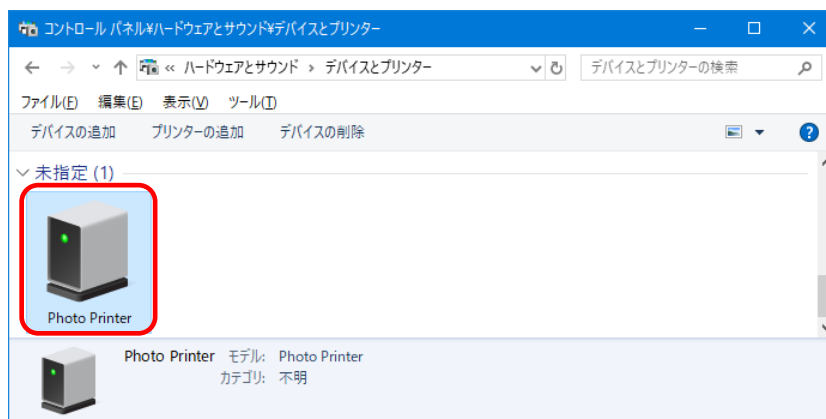 コントロール パネル¥ハードウェアとサウンド¥デバイスとプリンター
« ハードウェアとサウンド › デバイスとプリンター デバイスとプリンターの検索
ファイル(F) 編集(E) 表示(V) ツール(T)
デバイスの追加 プリンターの追加 デバイスの削除
未指定 (1)
Photo Printer
Photo Printer モデル: Photo Printer
カテゴリ: 不明